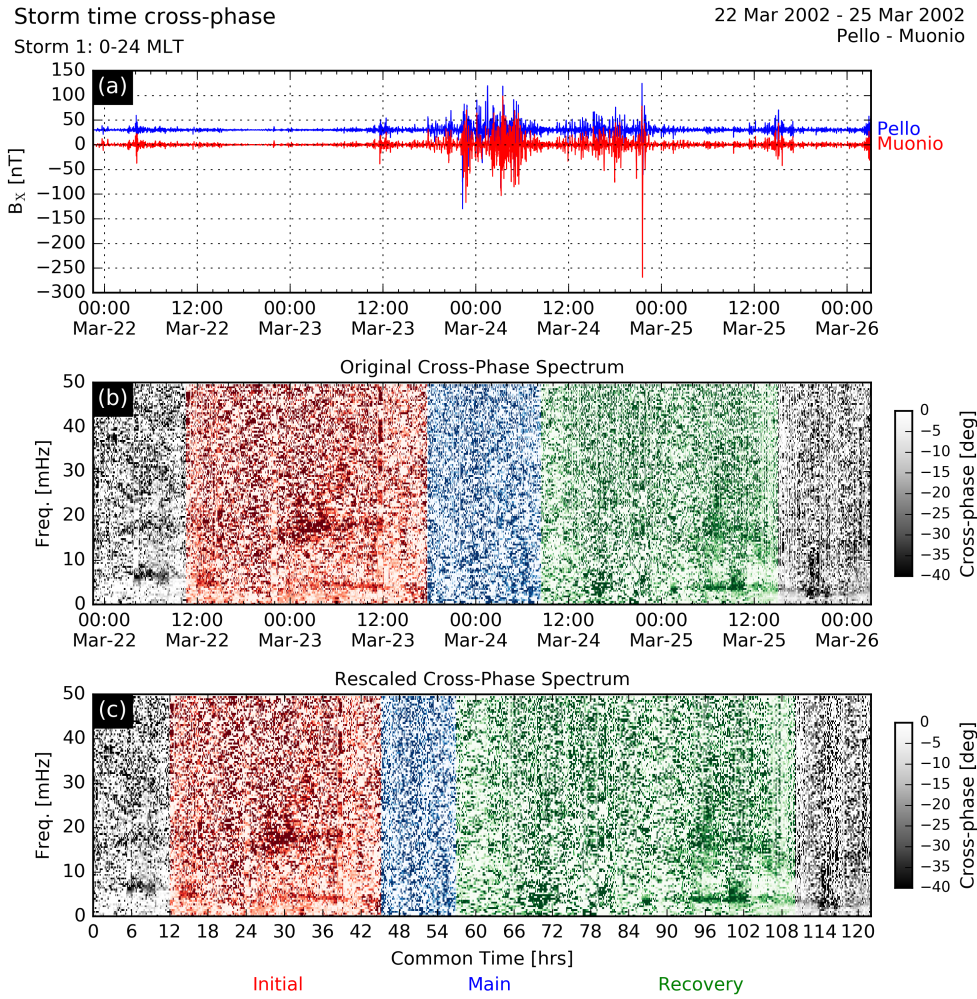 Storm time cross-phase
22 Mar 2002 - 25 Mar 2002
Storm 1: 0-24 MLT
Pello - Muonio
(a)
150
100
50
0
−50
−100
−150
−200
−250
−300
B_X [nT]
Pello
Muonio
00:00 12:00 00:00 12:00 00:00 12:00 00:00 12:00 00:00
Mar-22 Mar-22 Mar-23 Mar-23 Mar-24 Mar-24 Mar-25 Mar-25 Mar-26
Original Cross-Phase Spectrum
(b)
50
40
30
20
10
0
Freq. [mHz]
00:00 12:00 00:00 12:00 00:00 12:00 00:00 12:00 00:00
Mar-22 Mar-22 Mar-23 Mar-23 Mar-24 Mar-24 Mar-25 Mar-25 Mar-26
0
−5
−10
−15
−20
−25
−30
−35
−40
Cross-phase [deg]
Rescaled Cross-Phase Spectrum
(c)
50
40
30
20
10
0
Freq. [mHz]
0 6 12 18 24 30 36 42 48 54 60 66 72 78 84 90 96 102 108 114 120
Common Time [hrs]
0
−5
−10
−15
−20
−25
−30
−35
−40
Cross-phase [deg]
Initial Main Recovery